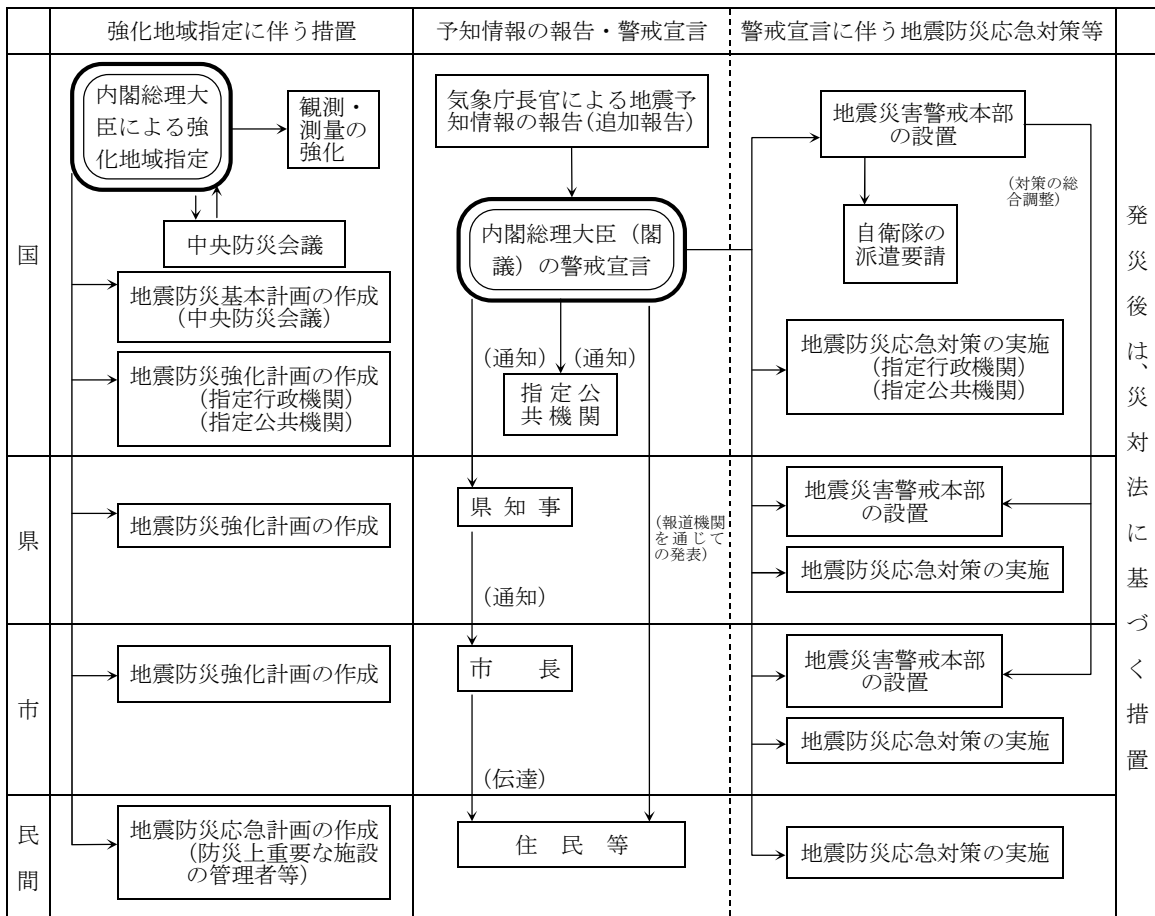 強化地域指定に伴う措置
予知情報の報告・警戒宣言
警戒宣言に伴う地震防災応急対策等
国
内閣総理大
臣による強
化地域指定
観測・
測量の
強化
中央防災会議
地震防災基本計画の作成
(中央防災会議)
地震防災強化計画の作成
(指定行政機関)
(指定公共機関)
気象庁長官による地震予
知情報の報告(追加報告)
内閣総理大臣(閣
議)の警戒宣言
(通知)
(通知)
指定公
共機関
地震災害警戒本部
の設置
(対策の総
合調整)
自衛隊の
派遣要請
地震防災応急対策の実施
(指定行政機関)
(指定公共機関)
県
地震防災強化計画の作成
県知事
(通知)
(報道機関
を通じて
の発表)
地震災害警戒本部
の設置
地震防災応急対策の実施
市
地震防災強化計画の作成
市 長
(伝達)
地震災害警戒本部
の設置
地震防災応急対策の実施
民間
地震防災応急計画の作成
(防災上重要な施設
の管理者等)
住民等
地震防災応急対策の実施
発災後は、災対法に基づく措置